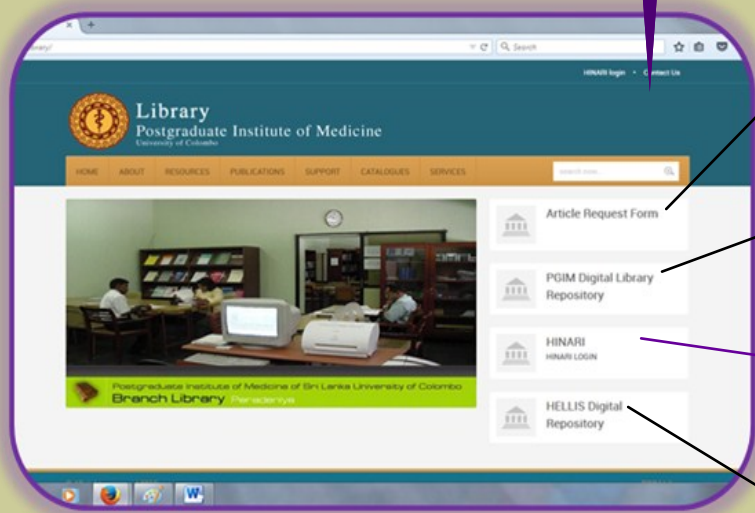 Search
HINARI login • Contact Us
Library
Postgraduate Institute of Medicine
University of Colombo
HOME ABOUT RESOURCES PUBLICATIONS SUPPORT CATALOGUES SERVICES
Article Request Form
PGIM Digital Library
Repository
HINARI
HINARI LOGIN
HELLIS Digital
Repository
Postgraduate Institute of Medicine of Sri Lanka University of Colombo
Branch Library Peradeniya